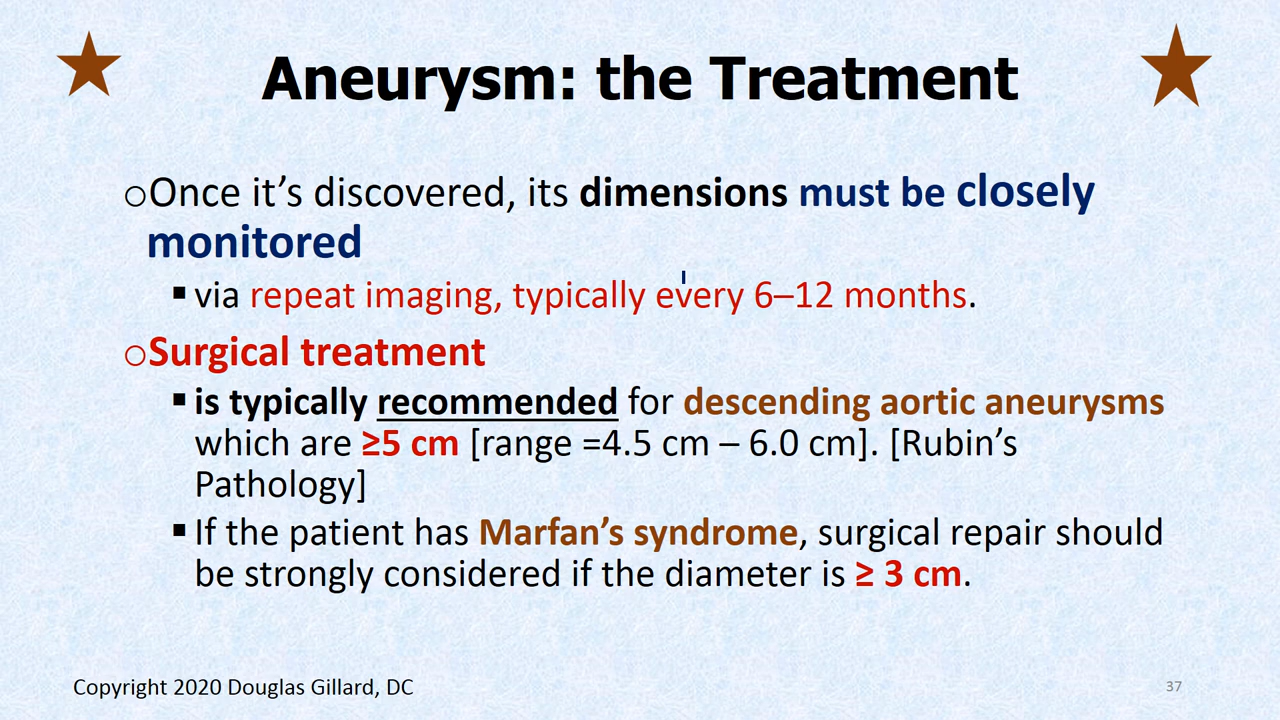 Aneurysm: the Treatment
oOnce it’s discovered, its dimensions must be closely
monitored
▪ via repeat imaging, typically every 6–12 months.
oSurgical treatment
▪ is typically recommended for descending aortic aneurysms
which are ≥5 cm [range =4.5 cm – 6.0 cm]. [Rubin’s
Pathology]
▪ If the patient has Marfan’s syndrome, surgical repair should
be strongly considered if the diameter is ≥ 3 cm.
Copyright 2020 Douglas Gillard, DC
37